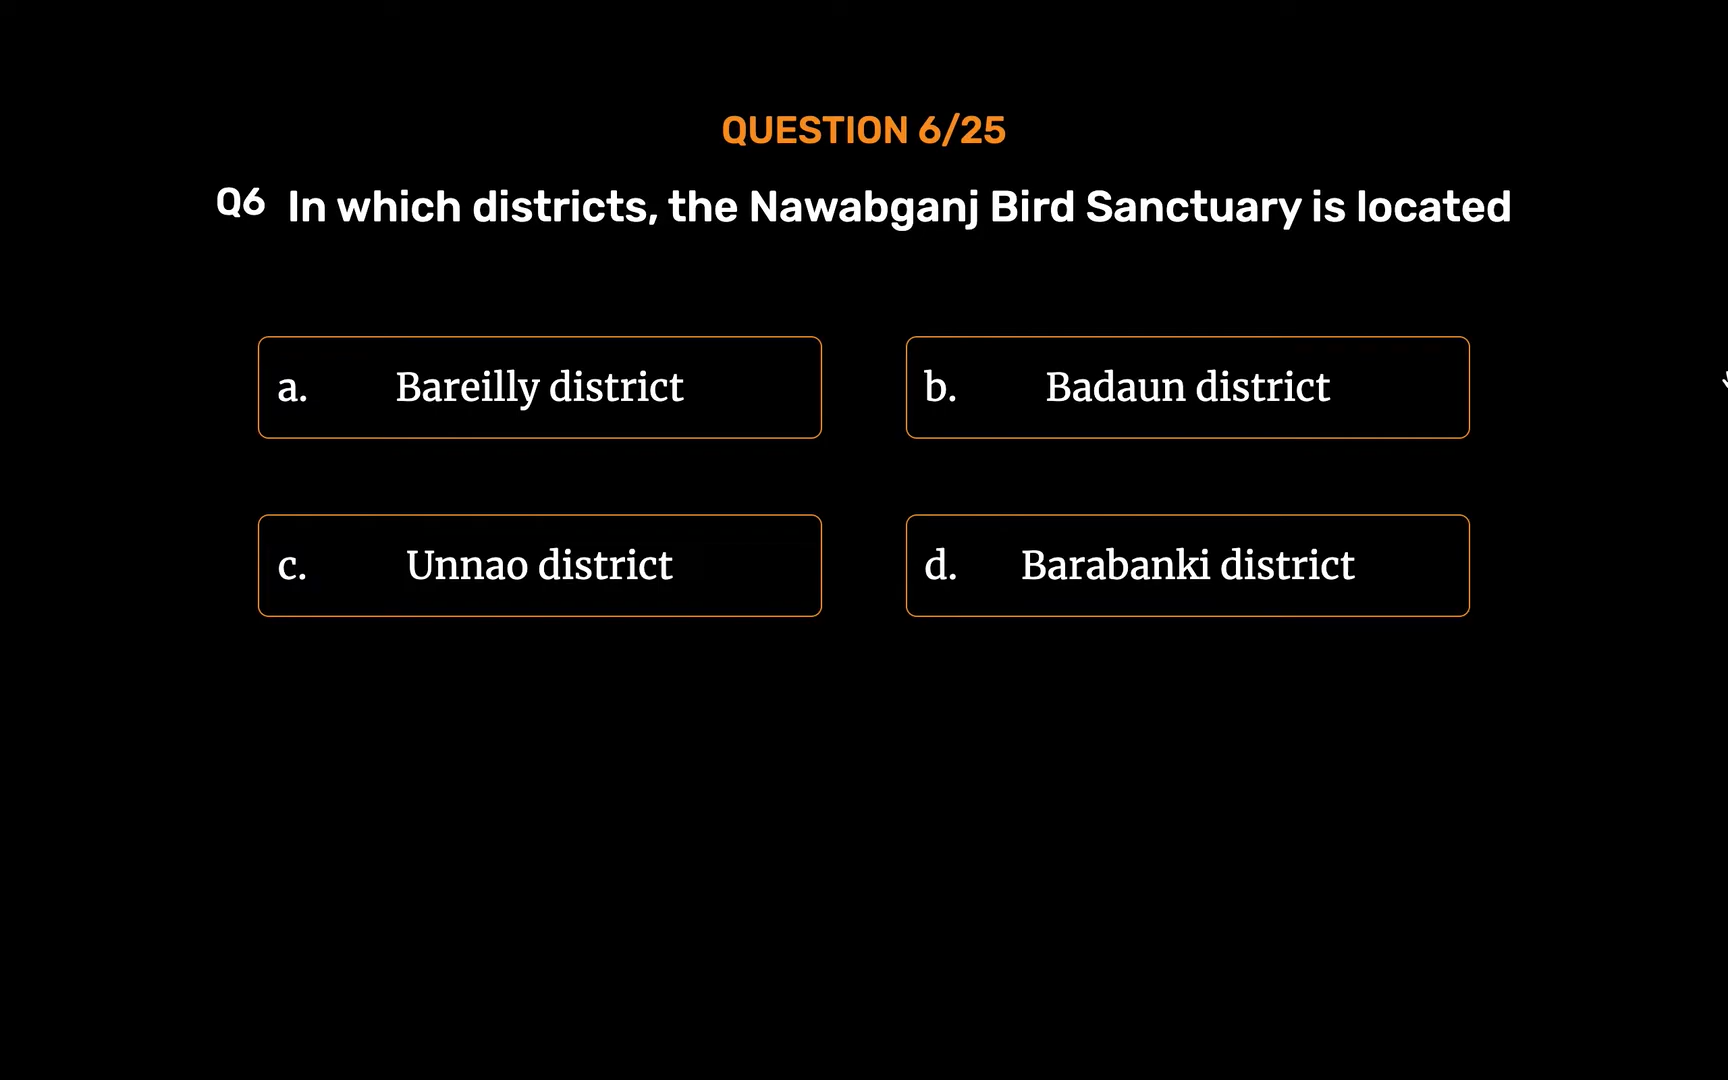 QUESTION 6/25
Q6 In which districts, the Nawabganj Bird Sanctuary is located
a. Bareilly district
b. Badaun district
c. Unnao district
d. Barabanki district